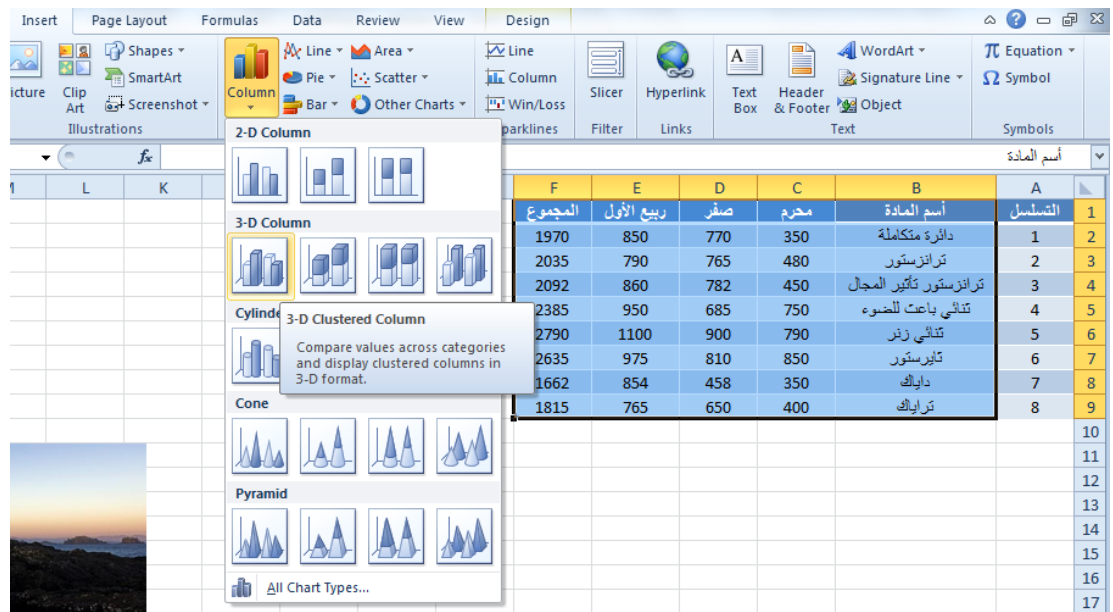 Insert Page Layout Formulas Data Review View Design
icture
Clip Art
Shapes
SmartArt
Screenshot
Illustrations
Column
Line
Pie
Bar
Area
Scatter
Other Charts
Line
Column
Win/Loss
parklines
Slicer
Filter
Hyperlink
Links
Text Box
Header & Footer
WordArt
Signature Line
Object
Text
Equation
Symbol
Symbols
fx
أسم المادة
L K F E D C B A
2-D Column
3-D Column
Cylinde
3-D Clustered Column
Compare values across categories
and display clustered columns in
3-D format.
Cone
Pyramid
All Chart Types...
1 التسلسل أسم المادة محرم صفر ربيع الأول المجموع
2 1 دائرة متكاملة 350 770 850 1970
3 2 ترانزستور 480 765 790 2035
4 3 ترانزستور تأثير المجال 450 782 860 2092
5 4 ثنائي باعث للضوء 750 685 950 2385
6 5 ثنائي زنر 790 900 1100 2790
7 6 ثايرستور 850 810 975 2635
8 7 داياك 350 458 854 1662
9 8 تراياك 400 650 765 1815
10
11
12
13
14
15
16
17